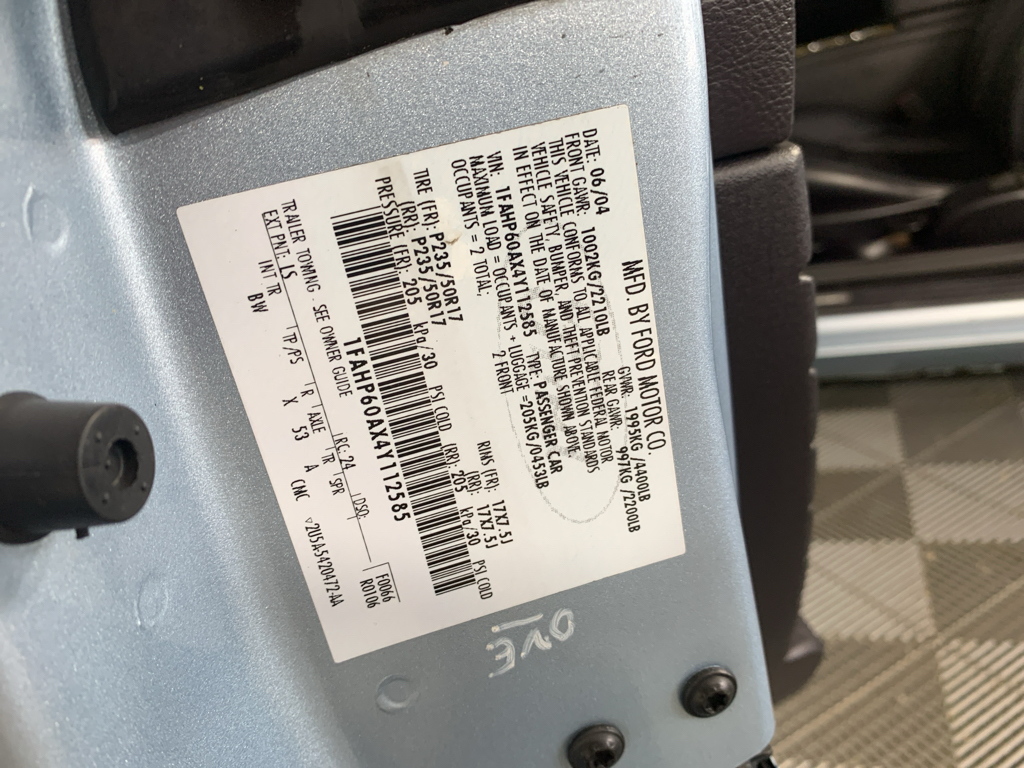 MFD. BY FORD MOTOR CO.
DATE: 06/04 GVWR: 1995KG /4400LB
FRONT GAWR: 1002KG/2210LB REAR GAWR: 997KG /2200LB
THIS VEHICLE CONFORMS TO ALL APPLICABLE FEDERAL MOTOR
VEHICLE SAFETY, BUMPER, AND THEFT PREVENTION STANDARDS
IN EFFECT ON THE DATE OF MANUFACTURE SHOWN ABOVE.
VIN: 1FAHP60AX4Y112585 TYPE: PASSENGER CAR
MAXIMUM LOAD = OCCUPANTS + LUGGAGE =205KG/0453LB
OCCUPANTS = 2 TOTAL; 2 FRONT
TIRE (FR): P235/50R17 RIMS (FR): 17X7.5J
(RR): P235/50R17 (RR): 17X7.5J
PRESSURE (FR): 205 kPa/30 PSI COLD (RR): 205 kPa/30 PSI COLD
1FAHP60AX4Y112585
TRAILER TOWING - SEE OWNER GUIDE
F0066
R0106
EXT PNT: LS RC: 24 DSO:
INT TR TP/PS R AXLE TR SPR
BW X 53 A CNC ▽2U5A-5420472-AA
OVE